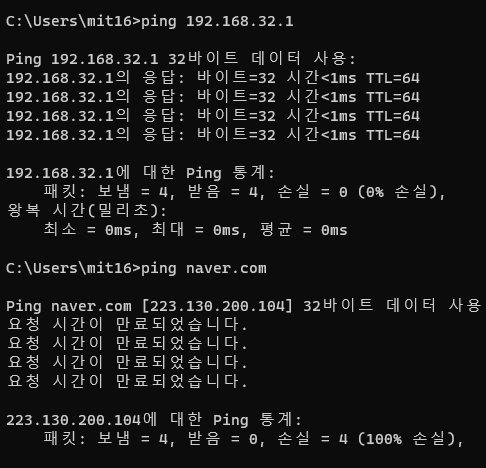 C:\Users\mit16>ping 192.168.32.1
Ping 192.168.32.1 32바이트 데이터 사용:
192.168.32.1의 응답: 바이트=32 시간<1ms TTL=64
192.168.32.1의 응답: 바이트=32 시간<1ms TTL=64
192.168.32.1의 응답: 바이트=32 시간<1ms TTL=64
192.168.32.1의 응답: 바이트=32 시간<1ms TTL=64
192.168.32.1에 대한 Ping 통계:
    패킷: 보냄 = 4, 받음 = 4, 손실 = 0 (0% 손실),
왕복 시간(밀리초):
    최소 = 0ms, 최대 = 0ms, 평균 = 0ms
C:\Users\mit16>ping naver.com
Ping naver.com [223.130.200.104] 32바이트 데이터 사용
요청 시간이 만료되었습니다.
요청 시간이 만료되었습니다.
요청 시간이 만료되었습니다.
요청 시간이 만료되었습니다.
223.130.200.104에 대한 Ping 통계:
    패킷: 보냄 = 4, 받음 = 0, 손실 = 4 (100% 손실),